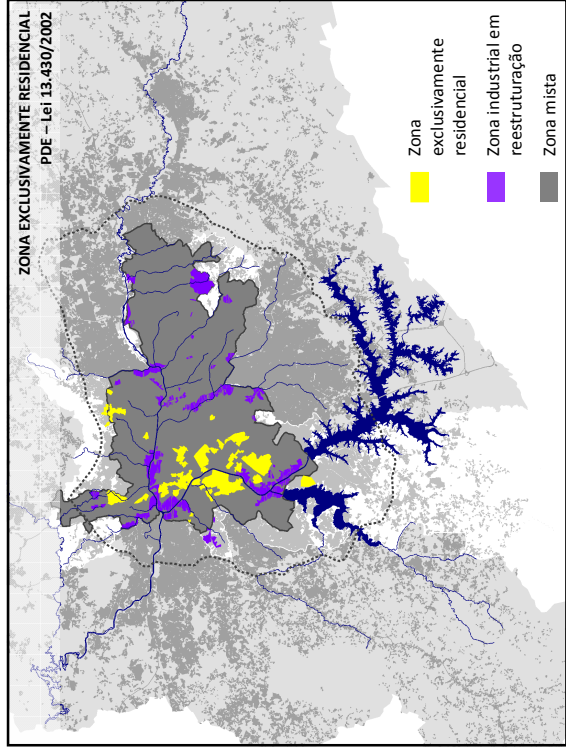 ZONA EXCLUSIVAMENTE RESIDENCIAL
PDE – Lei 13.430/2002
Zona
exclusivamente
residencial
Zona industrial em
reestruturação
Zona mista